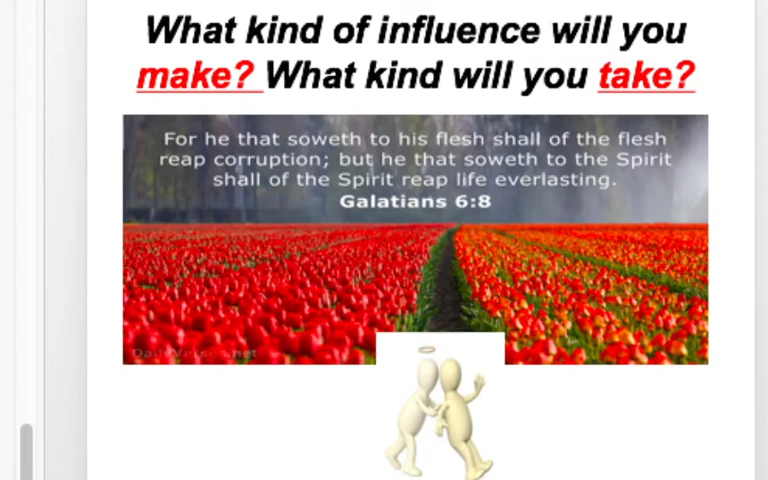 What kind of influence will you
make? What kind will you take?
For he that soweth to his flesh shall of the flesh
reap corruption; but he that soweth to the Spirit
shall of the Spirit reap life everlasting.
Galatians 6:8
DailyVerses.net